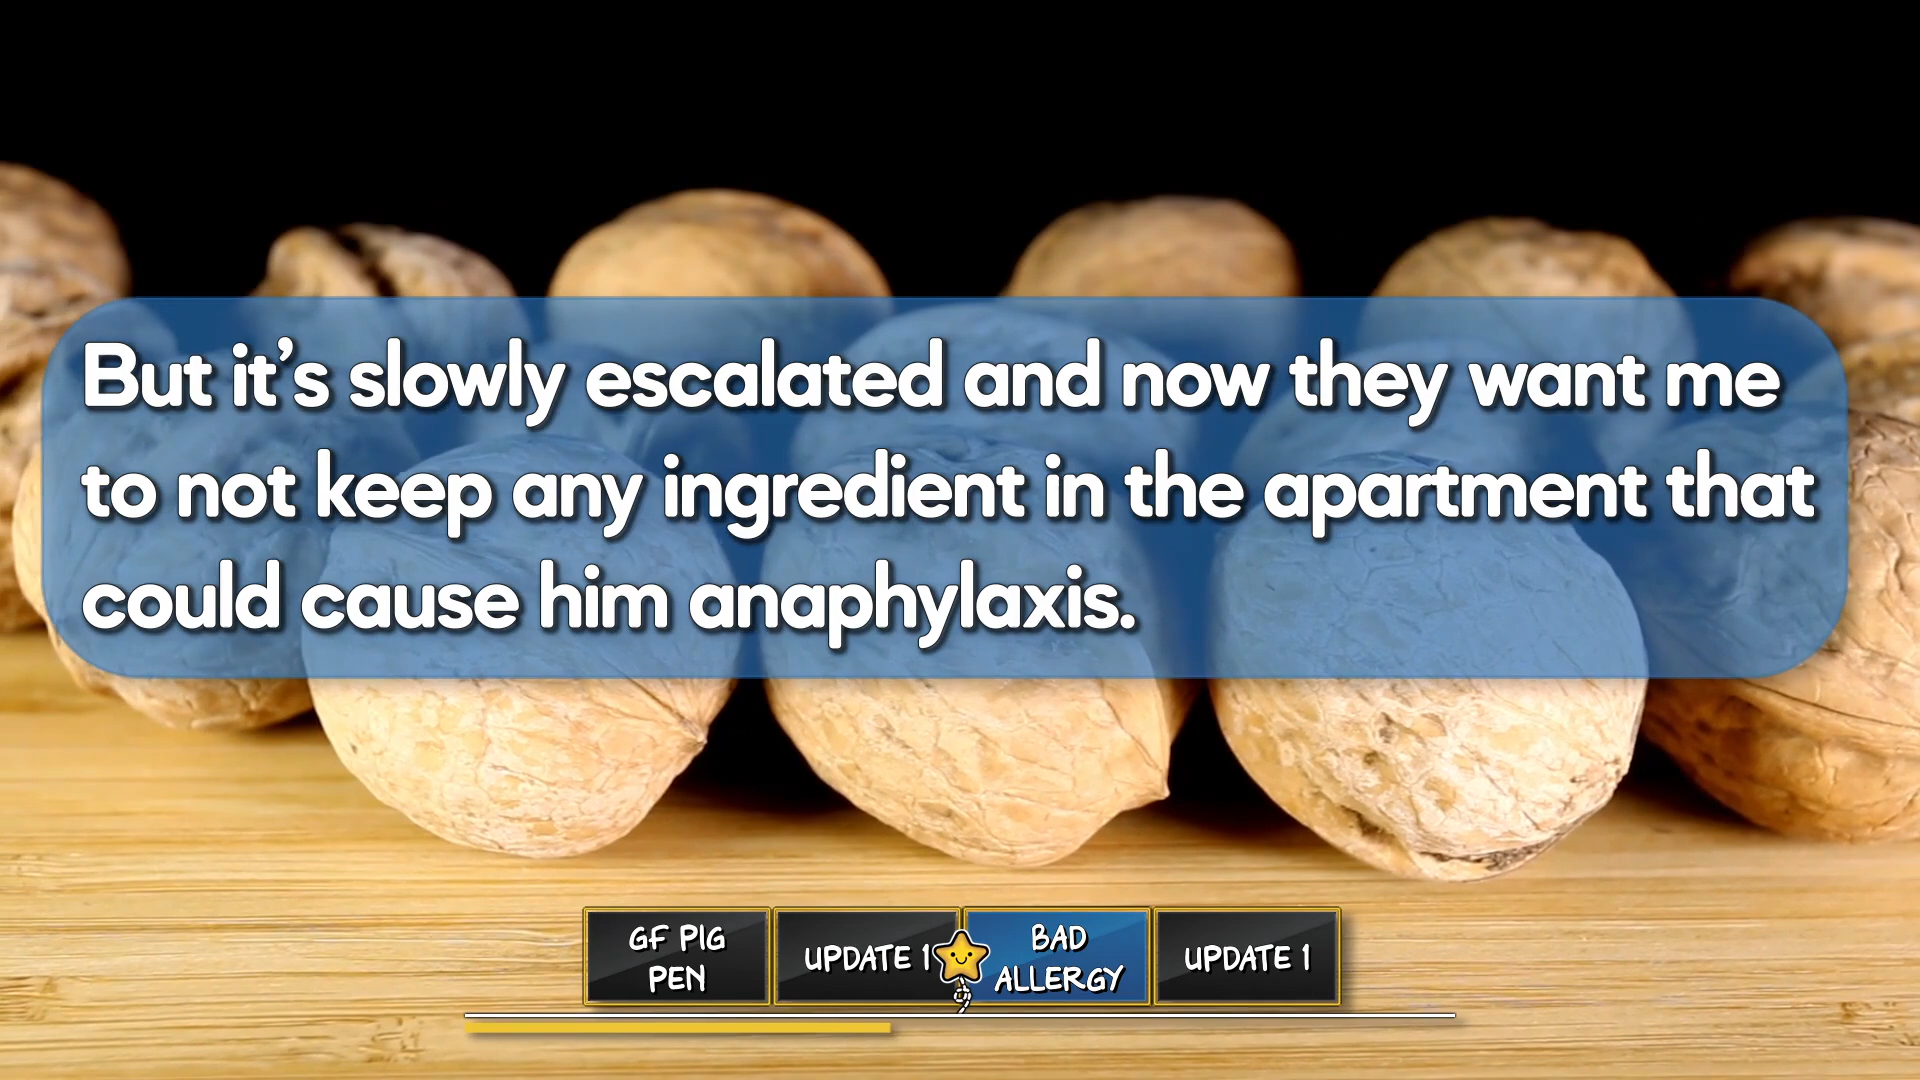 But it’s slowly escalated and now they want me
to not keep any ingredient in the apartment that
could cause him anaphylaxis.
GF PIG
PEN
UPDATE 1
BAD
ALLERGY
UPDATE 1